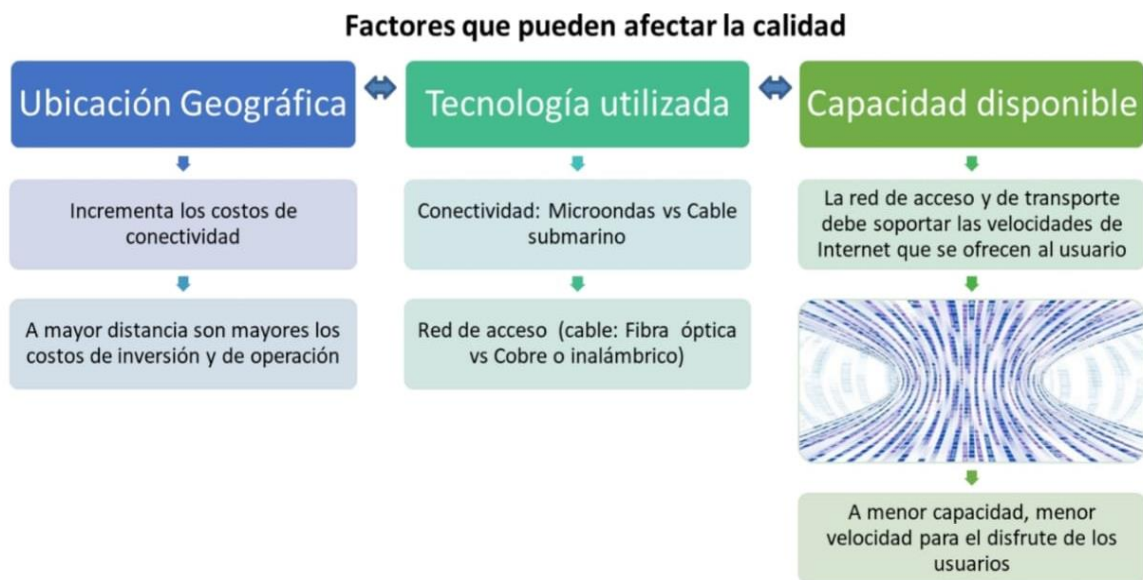 Factores que pueden afectar la calidad
Ubicación Geográfica
Incrementa los costos de
conectividad
A mayor distancia son mayores los
costos de inversión y de operación
Tecnología utilizada
Conectividad: Microondas vs Cable
submarino
Red de acceso (cable: Fibra óptica
vs Cobre o inalámbrico)
Capacidad disponible
La red de acceso y de transporte
debe soportar las velocidades de
Internet que se ofrecen al usuario
A menor capacidad, menor
velocidad para el disfrute de los
usuarios